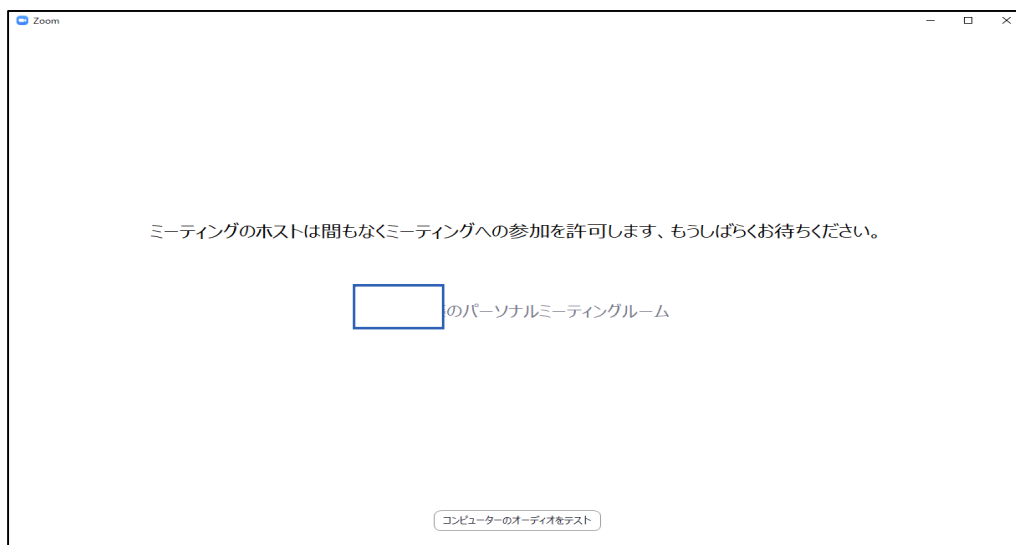 Zoom
ミーティングのホストは間もなくミーティングへの参加を許可します、もうしばらくお待ちください。
のパーソナルミーティングルーム
コンピューターのオーディオをテスト